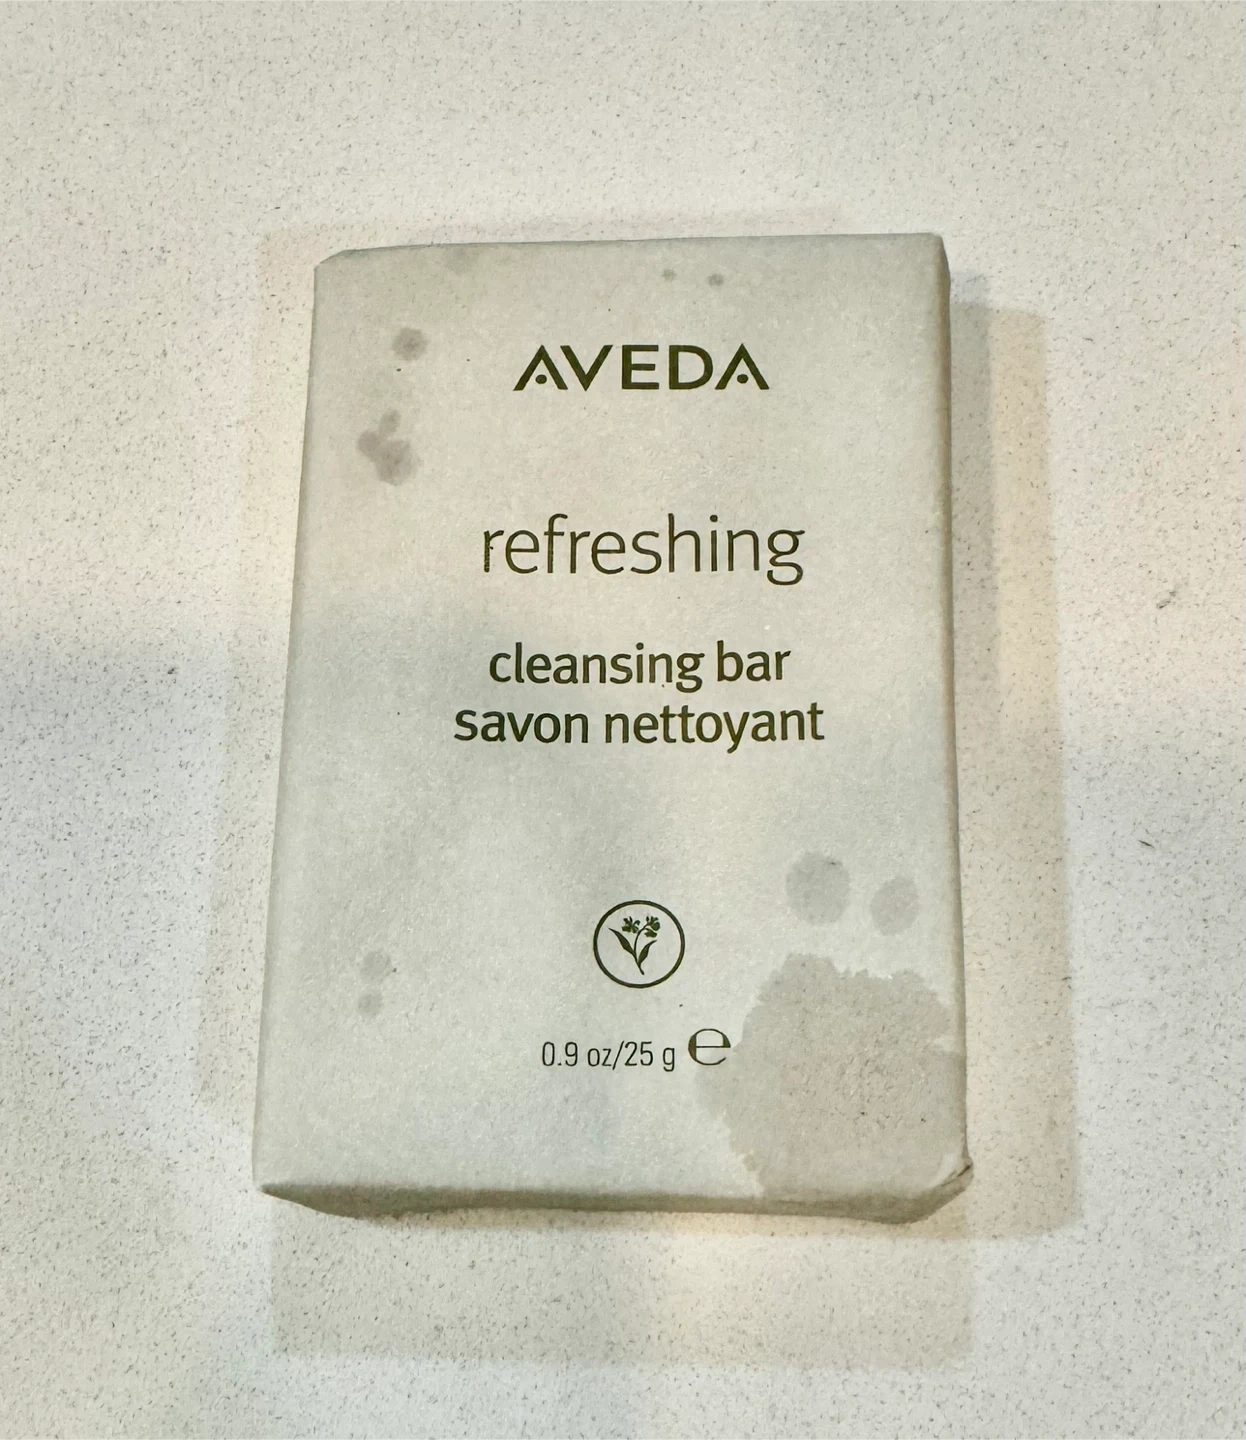 AVEDA
refreshing
cleansing bar
savon nettoyant
0.9 oz/25 g ℮